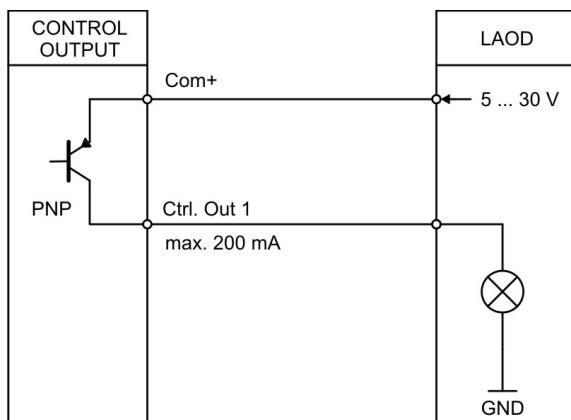 CONTROL
OUTPUT
LAOD
Com+
5 ... 30 V
PNP
Ctrl. Out 1
max. 200 mA
GND